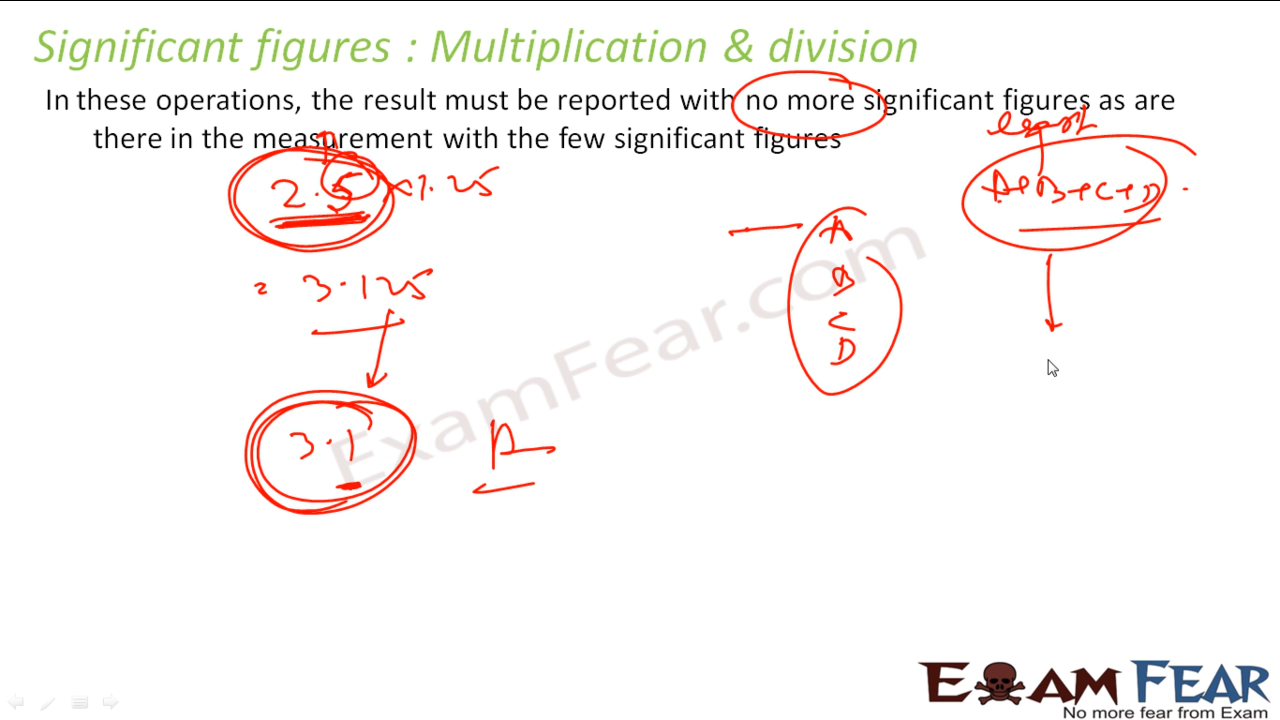 Significant figures : Multiplication & division
In these operations, the result must be reported with no more significant figures as are
there in the measurement with the few significant figures
least
2.5 × 1.25
A+B+C+D
= 3.125
A
B
C
D
3.1
A
ExamFear.com
EXAM FEAR
No more fear from Exam